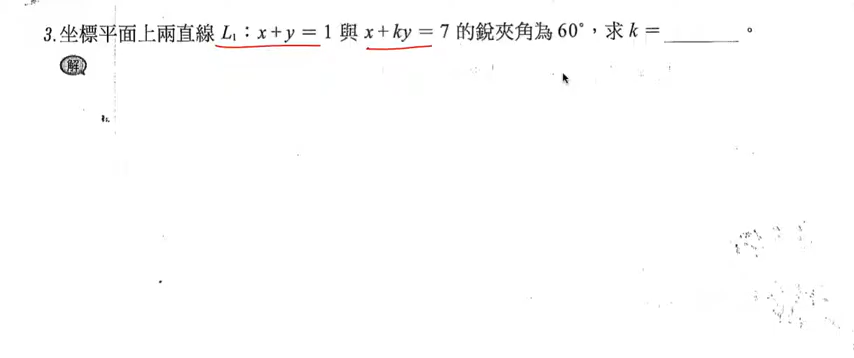 3.坐標平面上兩直線 L₁：x+y=1 與 x+ky=7 的銳夾角為 60°，求 k=________。
解